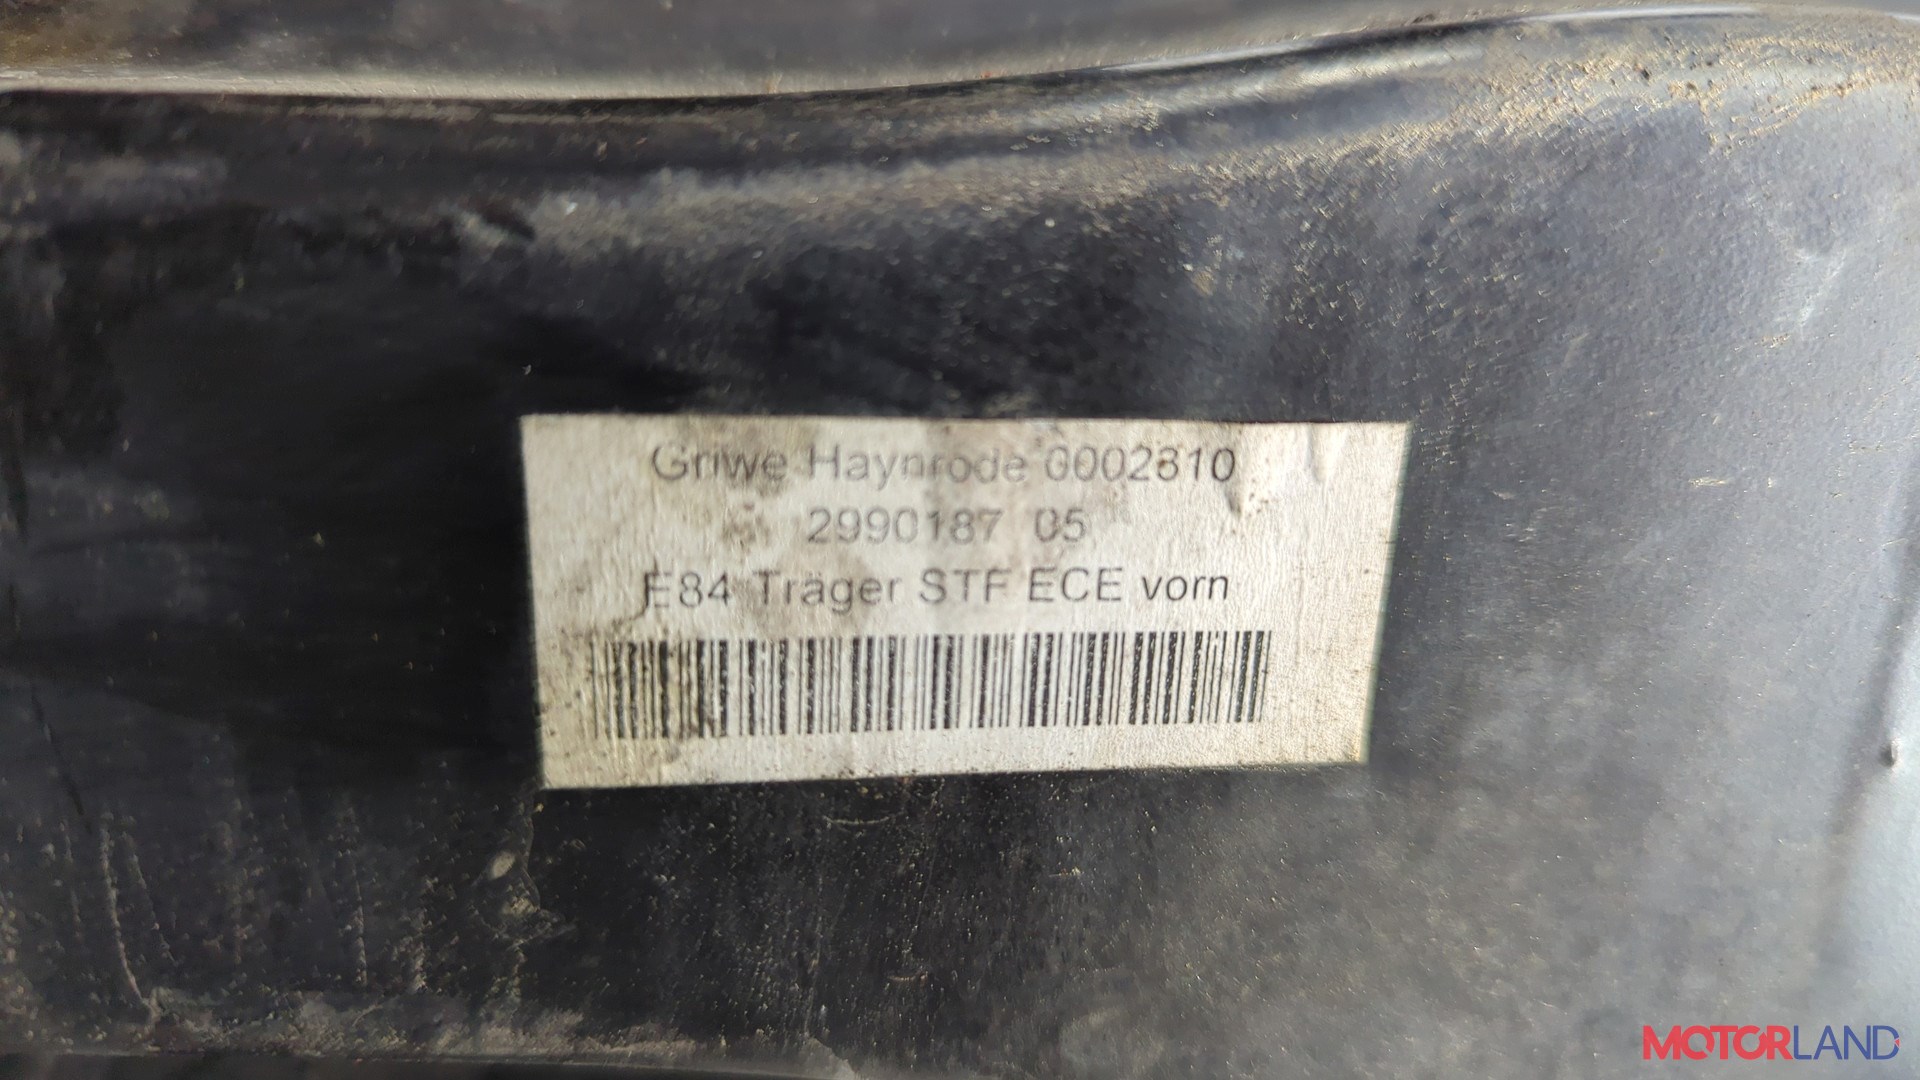 Griwe Haynrode 0002810
2990187 05
E84 Träger STF ECE vorn
MOTORLAND